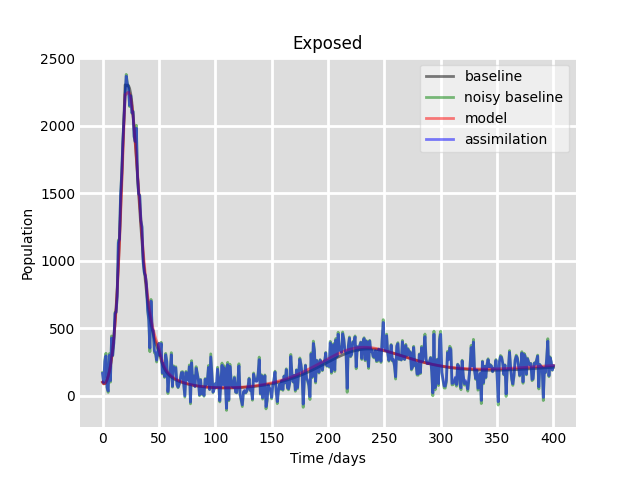 Exposed
baseline
noisy baseline
model
assimilation
2500
2000
1500
1000
500
0
Population
0 50 100 150 200 250 300 350 400
Time /days